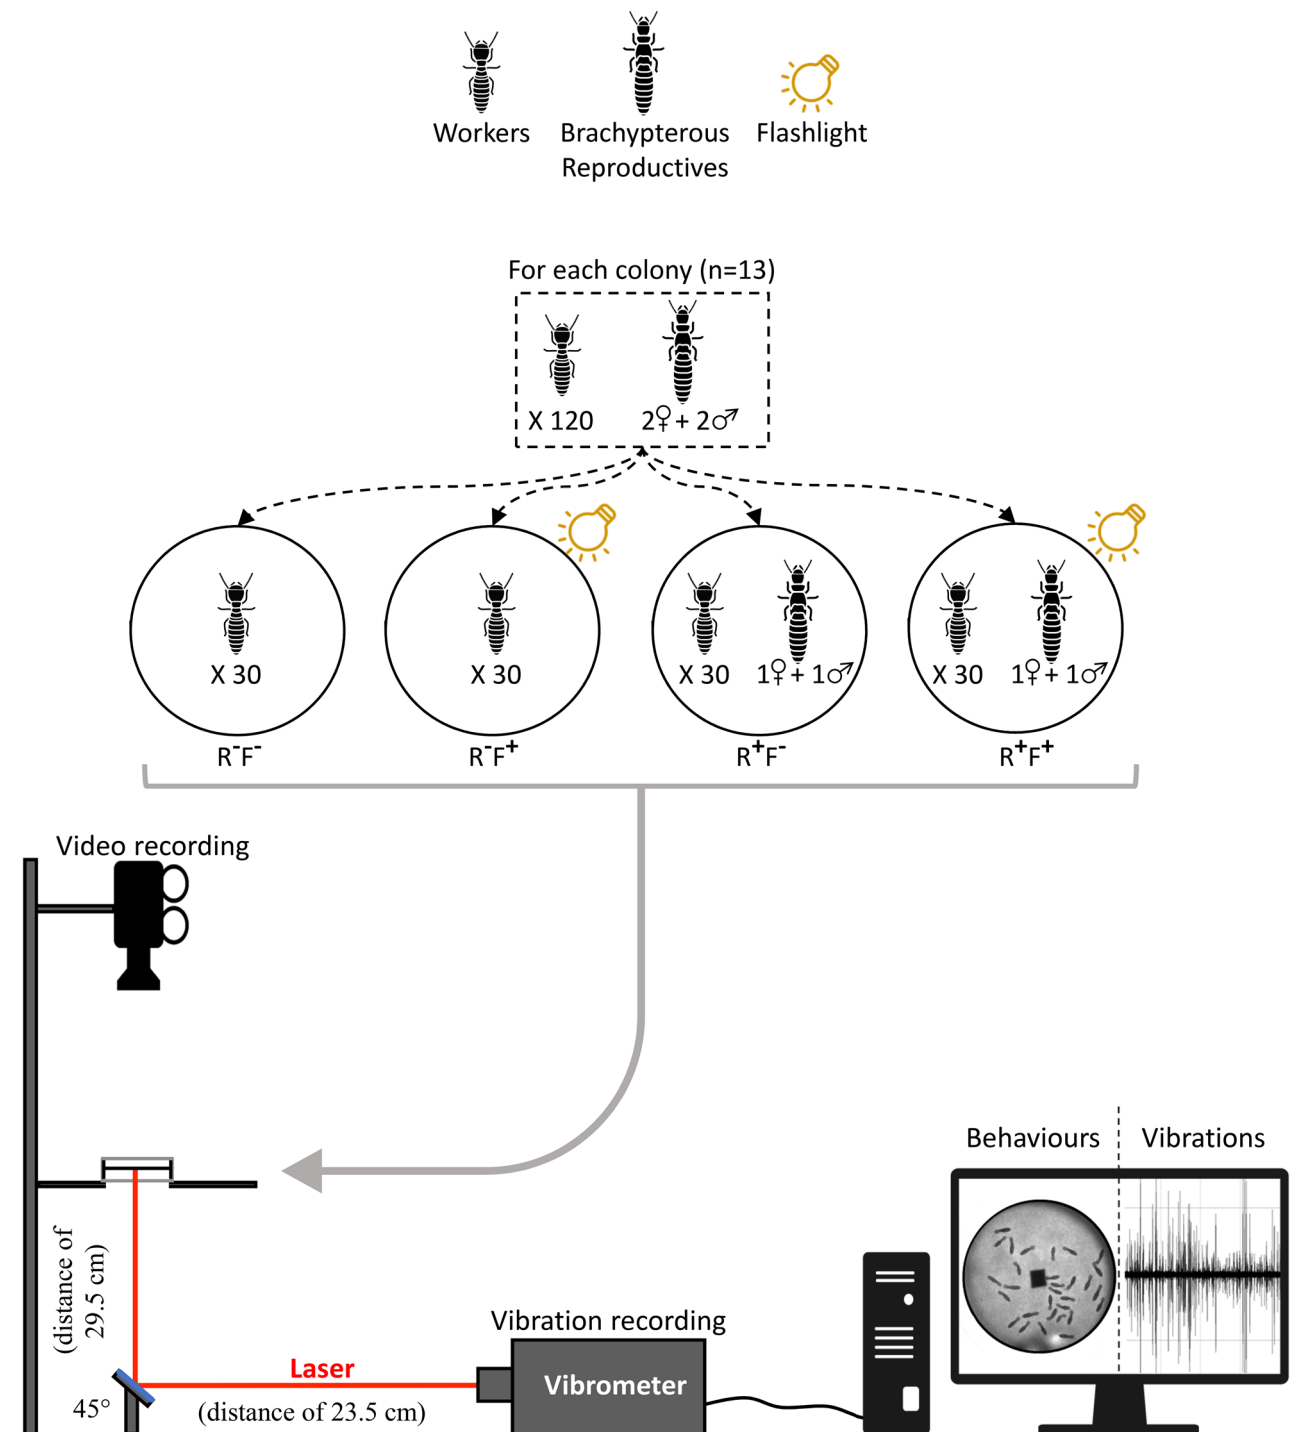 Workers
Brachypterous
Reproductives
Flashlight
For each colony (n=13)
X 120
2♀+ 2♂
X 30
X 30
X 30
1♀+ 1♂
X 30
1♀+ 1♂
R⁻F⁻
R⁻F⁺
R⁺F⁻
R⁺F⁺
Video recording
Behaviours
Vibrations
(distance of
29.5 cm)
Vibration recording
Laser
Vibrometer
45°
(distance of 23.5 cm)